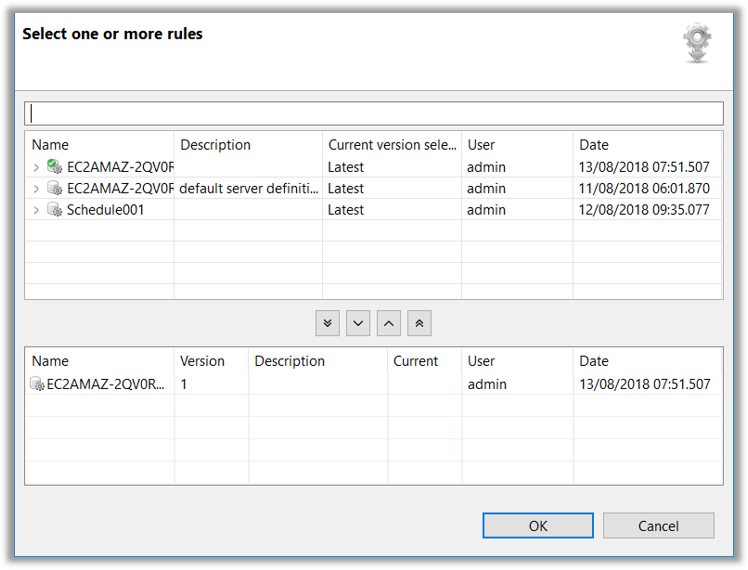 Select one or more rules
Name Description Current version sele... User Date
EC2AMAZ-2QV0R Latest admin 13/08/2018 07:51.507
EC2AMAZ-2QV0R default server definiti... Latest admin 11/08/2018 06:01.870
Schedule001 Latest admin 12/08/2018 09:35.077
Name Version Description Current User Date
EC2AMAZ-2QV0R... 1 admin 13/08/2018 07:51.507
OK Cancel